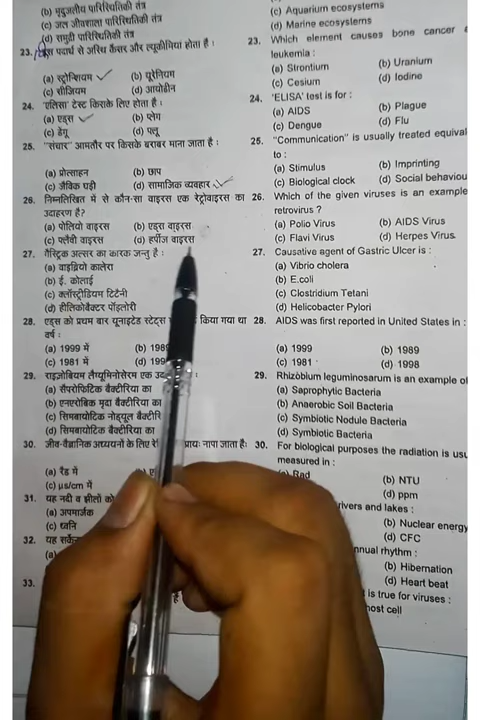 (b) मृदुजलीय पारिस्थितिकी तंत्र
(c) जल जीवशाला पारिस्थितिकी तंत्र
(d) समुद्री पारिस्थितिकी तंत्र
23. पदार्थ से अस्थि कैंसर और ल्यूकीमिया होता है :
(a) स्ट्रोन्शियम (b) यूरेनियम
(c) सीजियम (d) आयोडीन
24. 'एलिसा' टेस्ट किसके लिए होता है :
(a) एड्स (b) प्लेग
(c) डेंगू (d) फ्लू
25. "संचार" आमतौर पर किसके बराबर माना जाता है :
(a) प्रोत्साहन (b) छाप
(c) जैविक घड़ी (d) सामाजिक व्यवहार
26. निम्नलिखित में से कौन-सा वाइरस एक रेट्रोवाइरस का
उदाहरण है?
(a) पोलियो वाइरस (b) एड्स वाइरस
(c) फ्लैवी वाइरस (d) हर्पीज वाइरस
27. गैस्ट्रिक अल्सर का कारक जन्तु है :
(a) वाइब्रियो कालेरा
(b) ई. कोलाई
(c) क्लॉस्ट्रीडियम टिटैनी
(d) हीलिकोबैक्टर पॉइलोरी
28. एड्स को प्रथम बार यूनाइटेड स्टेट्स किया गया था
वर्ष :
(a) 1999 में (b) 198
(c) 1981 में (d) 199
29. राइज़ोबियम लैग्यूमिनोसेरम एक :
(a) सैपरोफिटिक बैक्टीरिया का
(b) एनएरोबिक मृदा बैक्टीरिया का
(c) सिमबायोटिक नोड्यूल बैक्टीरि
(d) सिमबायोटिक बैक्टीरिया का
30. जीव-वैज्ञानिक अध्ययनों के लिए प्रायः नापा जाता है:
(a) रैड में
(c) µs/cm में
31. यह नदी व झीलों को
(a) अपमार्जक
(c) ध्वनि
32. यह
(a)
33.
(c) Aquarium ecosystems
(d) Marine ecosystems
23. Which element causes bone cancer
leukemia :
(a) Strontium (b) Uranium
(c) Cesium (d) Iodine
24. 'ELISA' test is for :
(a) AIDS (b) Plague
(c) Dengue (d) Flu
25. "Communication" is usually treated equival
to :
(a) Stimulus (b) Imprinting
(c) Biological clock (d) Social behaviou
26. Which of the given viruses is an example
retrovirus ?
(a) Polio Virus (b) AIDS Virus
(c) Flavi Virus (d) Herpes Virus
27. Causative agent of Gastric Ulcer is :
(a) Vibrio cholera
(b) E.coli
(c) Clostridium Tetani
(d) Helicobacter Pylori
28. AIDS was first reported in United States in :
(a) 1999 (b) 1989
(c) 1981 (d) 1998
29. Rhizobium leguminosarum is an example of
(a) Saprophytic Bacteria
(b) Anaerobic Soil Bacteria
(c) Symbiotic Nodule Bacteria
(d) Symbiotic Bacteria
30. For biological purposes the radiation is usu
measured in :
(a) Rad (b) NTU
(d) ppm
rivers and lakes :
(b) Nuclear energy
(d) CFC
nnual rhythm :
(b) Hibernation
(d) Heart beat
is true for viruses :
host cell